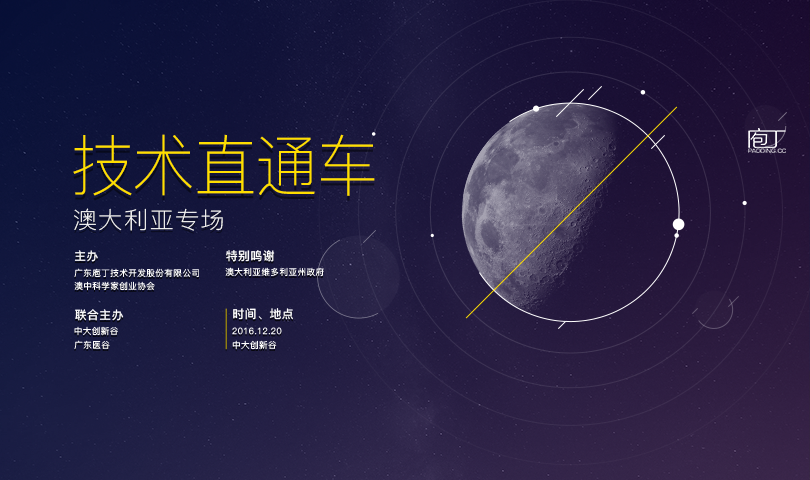 技术直通车
澳大利亚专场
主办
广东庖丁技术开发股份有限公司
澳中科学家创业协会
特别鸣谢
澳大利亚维多利亚州政府
联合主办
中大创新谷
广东医谷
时间、地点
2016.12.20
中大创新谷
庖丁
PADDING·CC